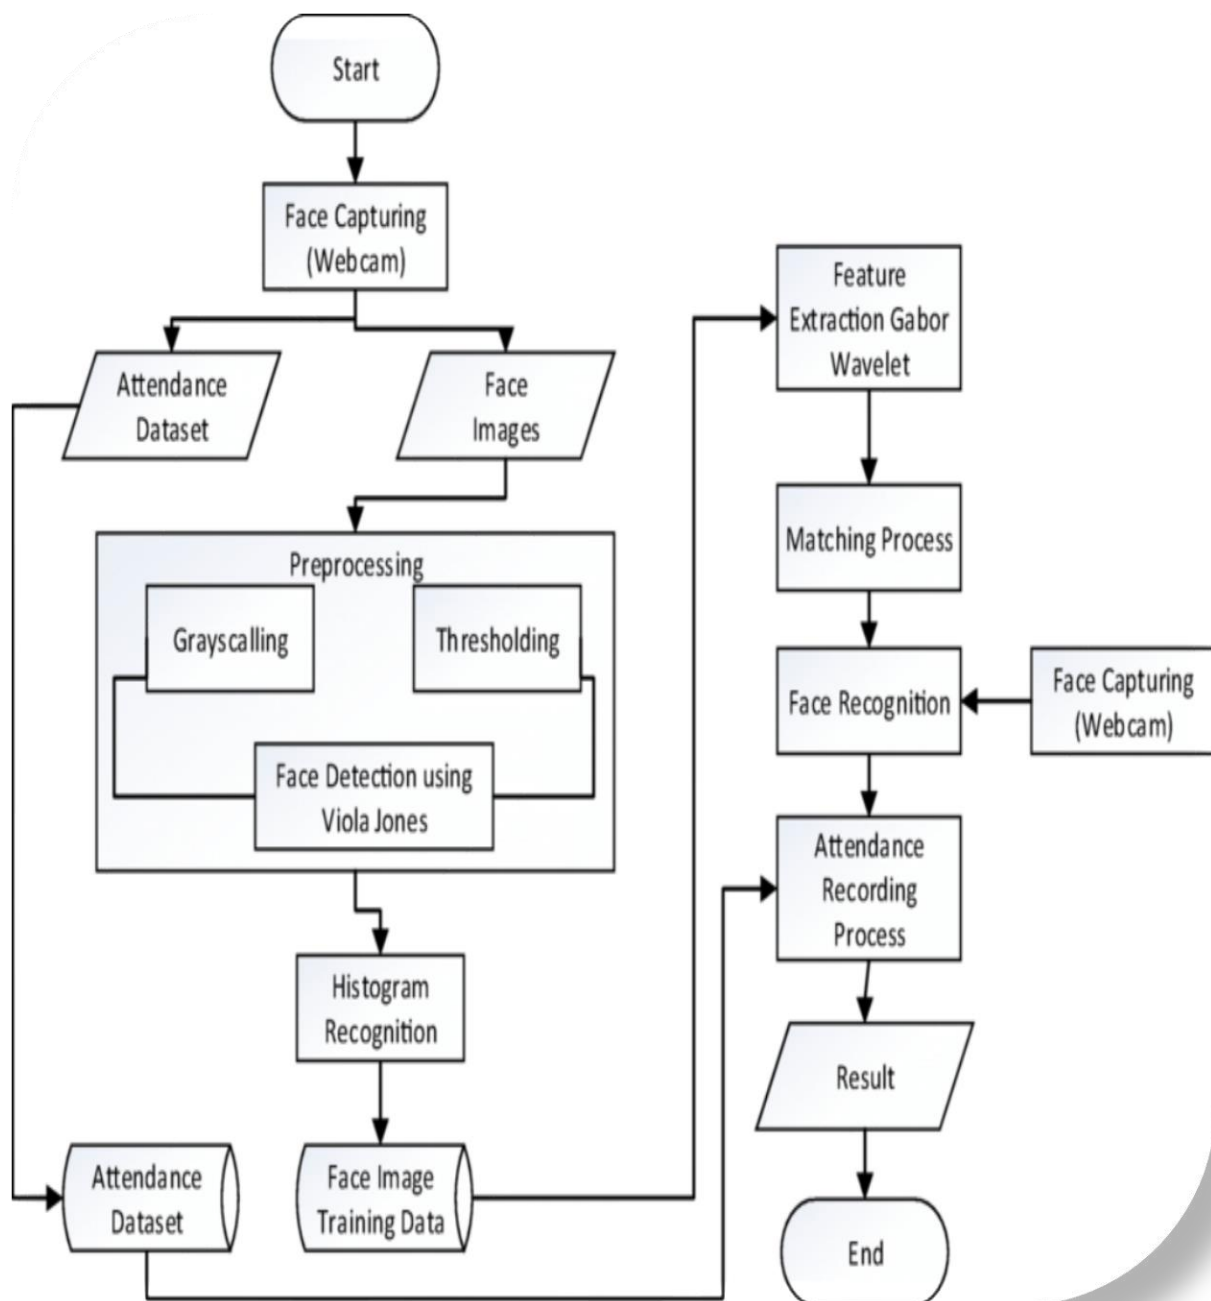 Start
Face Capturing
(Webcam)
Attendance
Dataset
Face
Images
Preprocessing
Grayscalling
Thresholding
Face Detection using
Viola Jones
Histogram
Recognition
Attendance
Dataset
Face Image
Training Data
Feature
Extraction Gabor
Wavelet
Matching Process
Face Recognition
Face Capturing
(Webcam)
Attendance
Recording
Process
Result
End